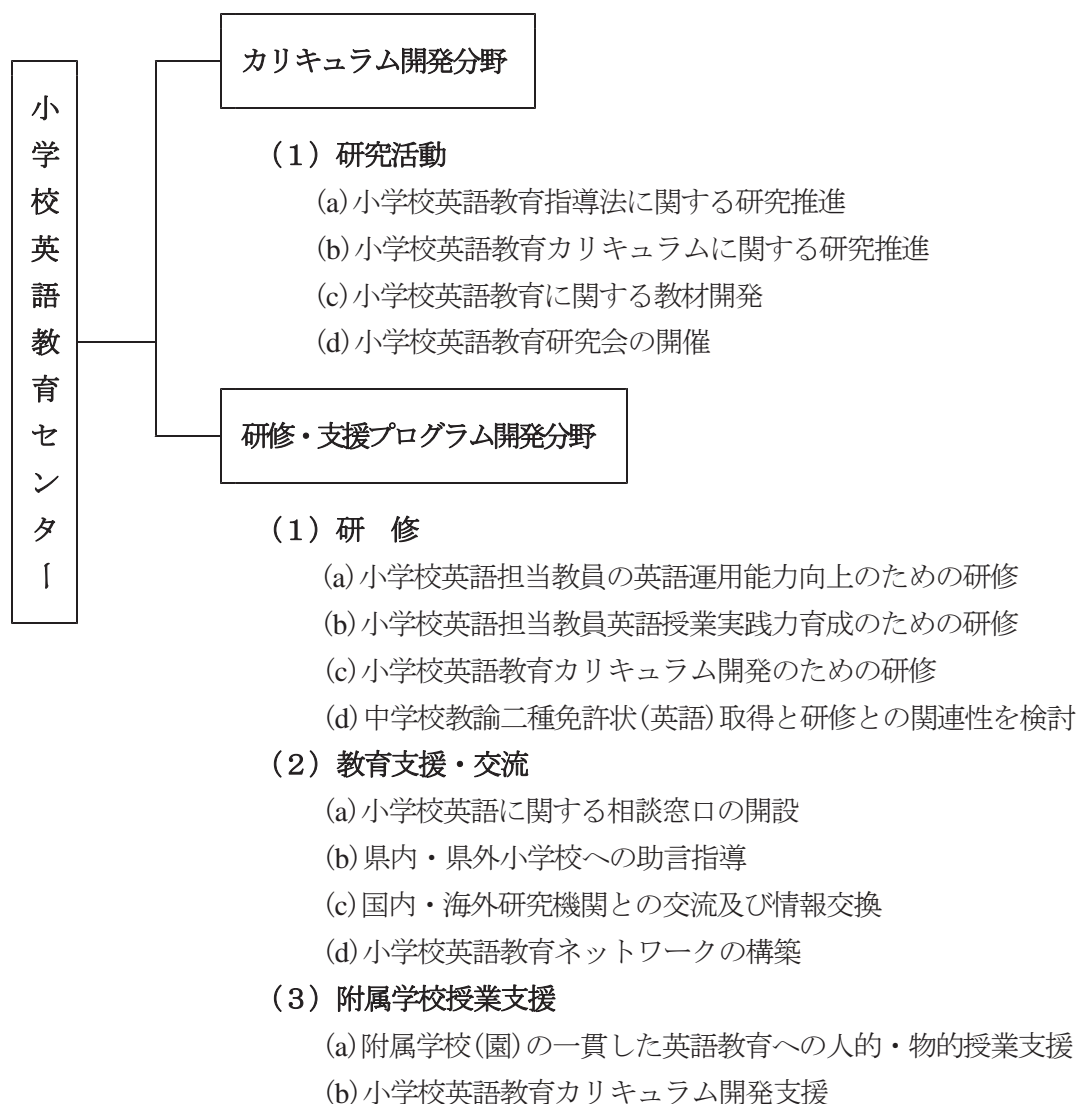 小学校英語教育センター
カリキュラム開発分野
(1) 研究活動
(a)小学校英語教育指導法に関する研究推進
(b)小学校英語教育カリキュラムに関する研究推進
(c)小学校英語教育に関する教材開発
(d)小学校英語教育研究会の開催
研修・支援プログラム開発分野
(1) 研 修
(a)小学校英語担当教員の英語運用能力向上のための研修
(b)小学校英語担当教員英語授業実践力育成のための研修
(c)小学校英語教育カリキュラム開発のための研修
(d)中学校教諭二種免許状(英語)取得と研修との関連性を検討
(2) 教育支援・交流
(a)小学校英語に関する相談窓口の開設
(b)県内・県外小学校への助言指導
(c)国内・海外研究機関との交流及び情報交換
(d)小学校英語教育ネットワークの構築
(3) 附属学校授業支援
(a)附属学校(園)の一貫した英語教育への人的・物的授業支援
(b)小学校英語教育カリキュラム開発支援